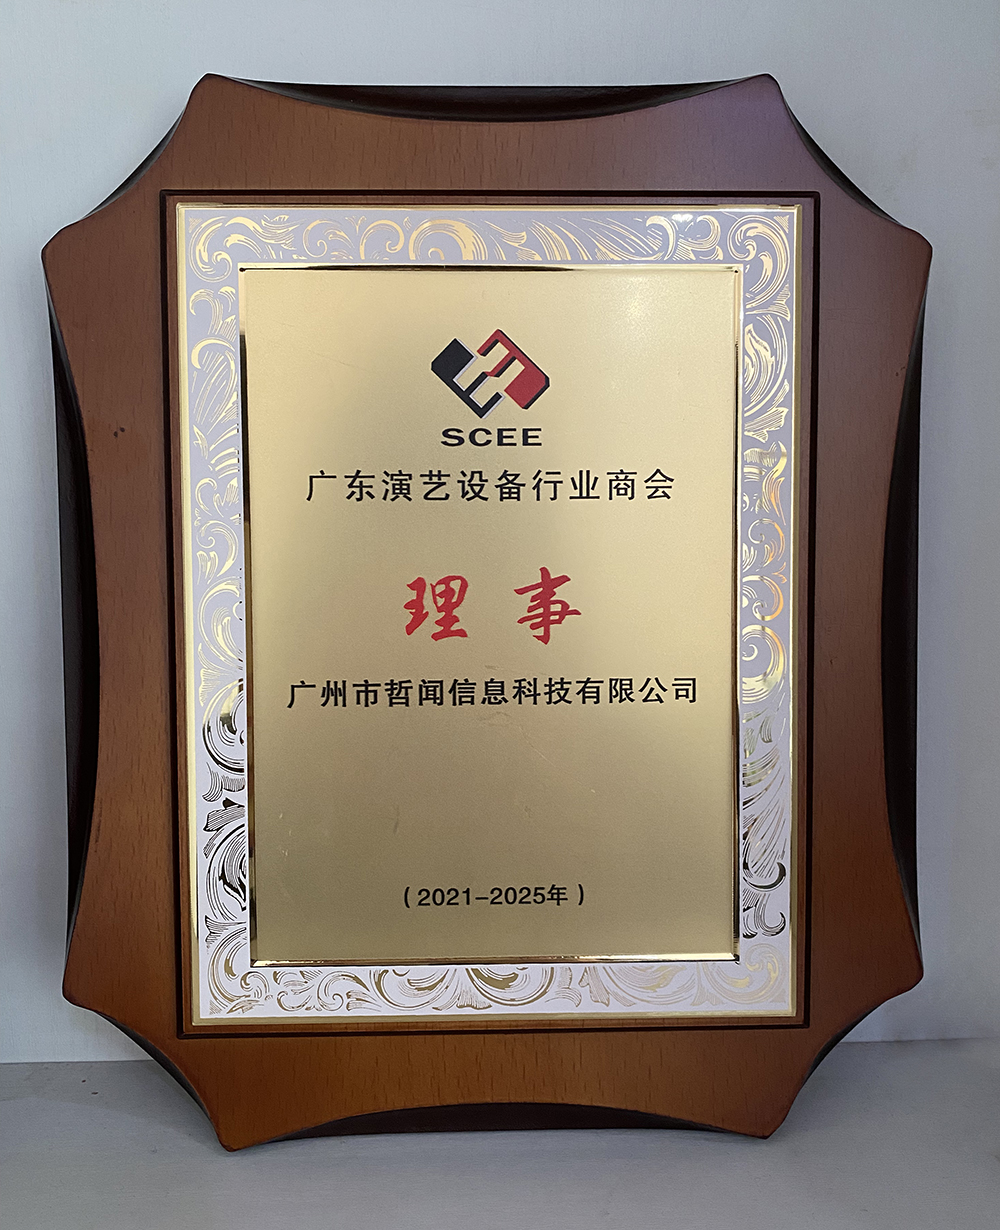 SCEE
广东演艺设备行业商会
理事
广州市哲闻信息科技有限公司
（2021-2025年）